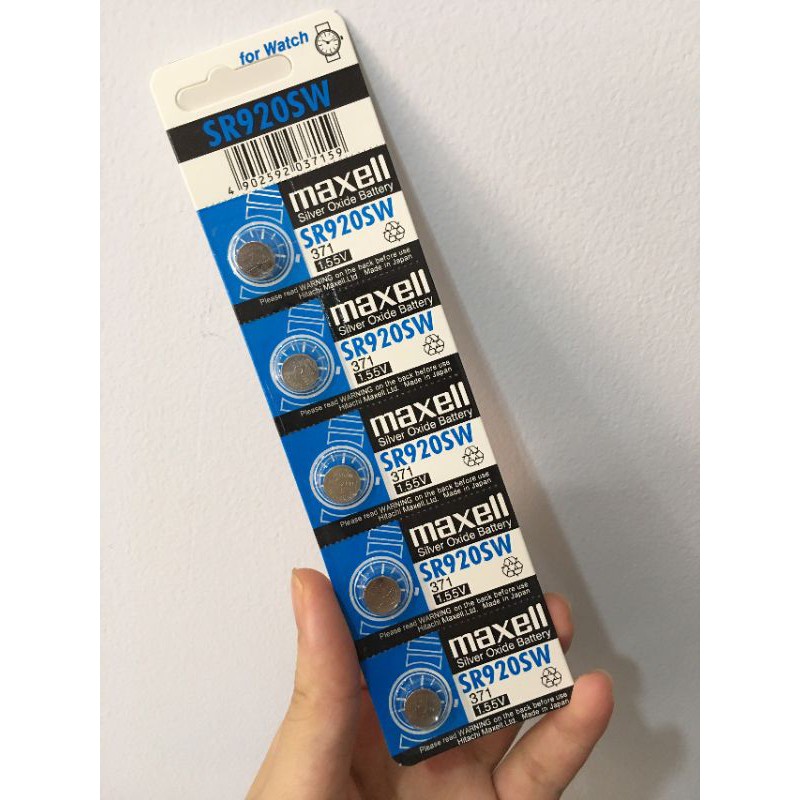 for Watch
SR920SW
4 902592 037159
maxell
Silver Oxide Battery
SR920SW
371
1.55V
Please read WARNING on the back before use
Hitachi Maxell.Ltd. Made in Japan
maxell
Silver Oxide Battery
SR920SW
371
1.55V
Please read WARNING on the back before use
Hitachi Maxell.Ltd. Made in Japan
maxell
Silver Oxide Battery
SR920SW
371
1.55V
Please read WARNING on the back before use
Hitachi Maxell.Ltd. Made in Japan
maxell
Silver Oxide Battery
SR920SW
371
1.55V
Please read WARNING on the back before use
Hitachi Maxell.Ltd. Made in Japan
maxell
Silver Oxide Battery
SR920SW
371
1.55V
Please read WARNING on the back before use
Hitachi Maxell.Ltd. Made in Japan